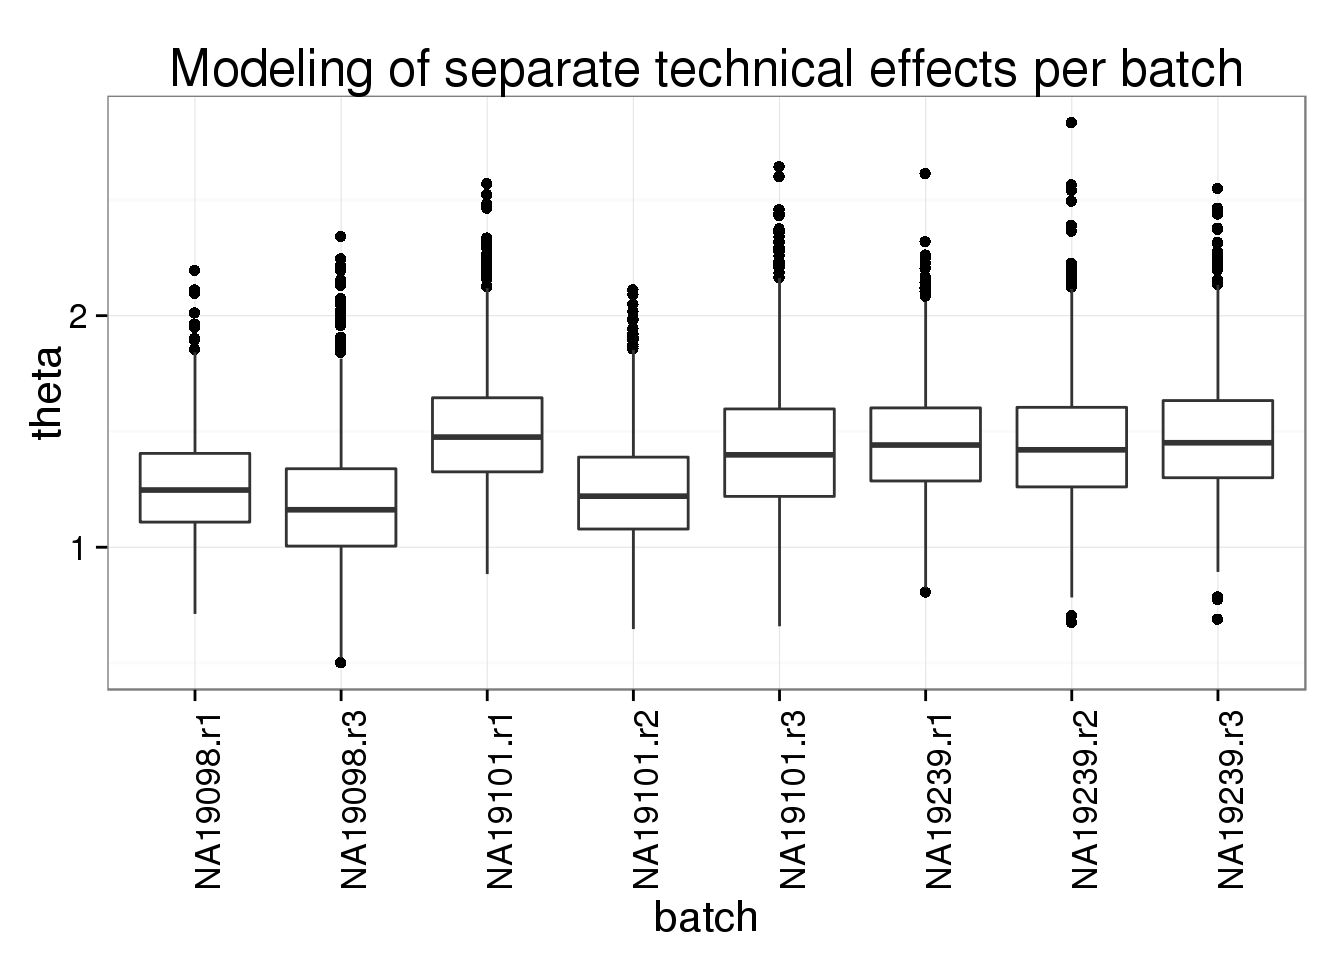 Modeling of separate technical effects per batch
theta
2
1
NA19098.r1
NA19098.r3
NA19101.r1
NA19101.r2
NA19101.r3
NA19239.r1
NA19239.r2
NA19239.r3
batch